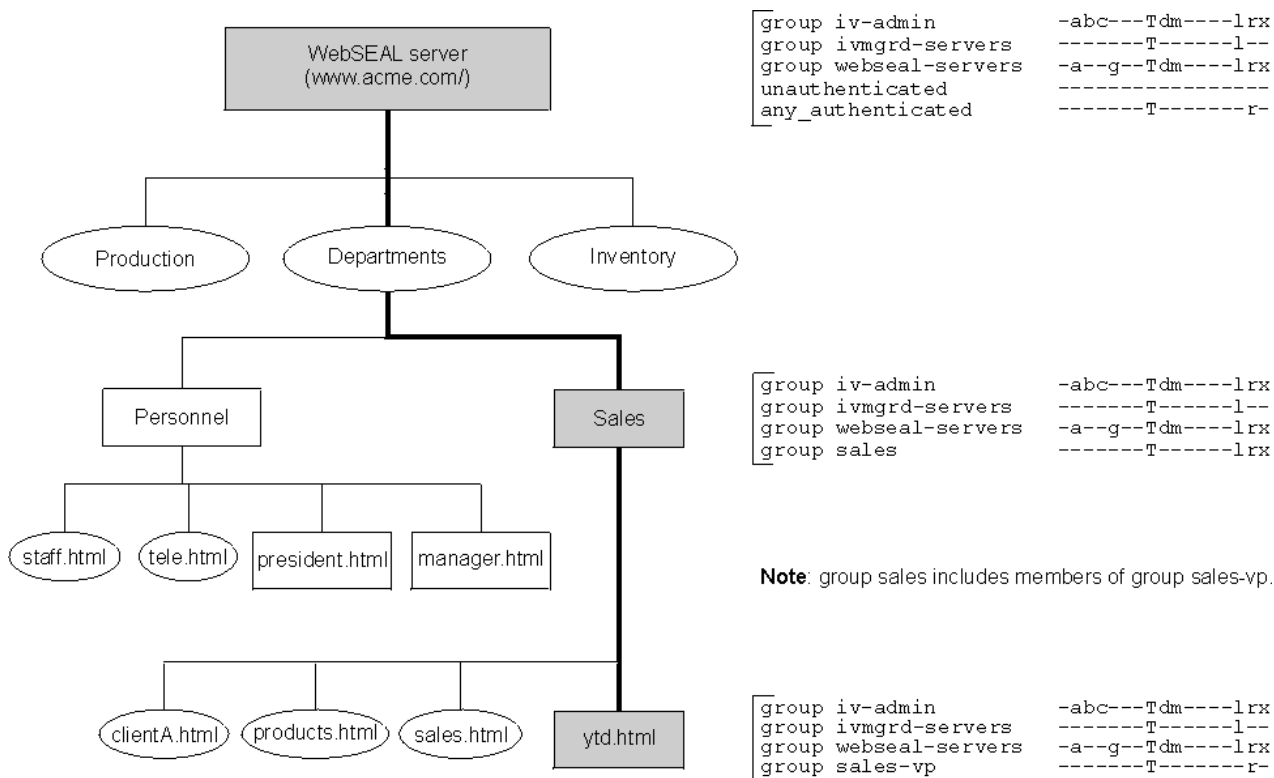 WebSEAL server
(www.acme.com/)
group iv-admin -abc---Tdm----lrx
group ivmgrd-servers -------T------l--
group webseal-servers -a--g--Tdm----lrx
unauthenticated -----------------
any_authenticated -------T-------r-
Production
Departments
Inventory
Personnel
Sales
group iv-admin -abc---Tdm----lrx
group ivmgrd-servers -------T------l--
group webseal-servers -a--g--Tdm----lrx
group sales -------T------lrx
staff.html
tele.html
president.html
manager.html
Note: group sales includes members of group sales-vp.
clientA.html
products.html
sales.html
ytd.html
group iv-admin -abc---Tdm----lrx
group ivmgrd-servers -------T------l--
group webseal-servers -a--g--Tdm----lrx
group sales-vp -------T-------r-